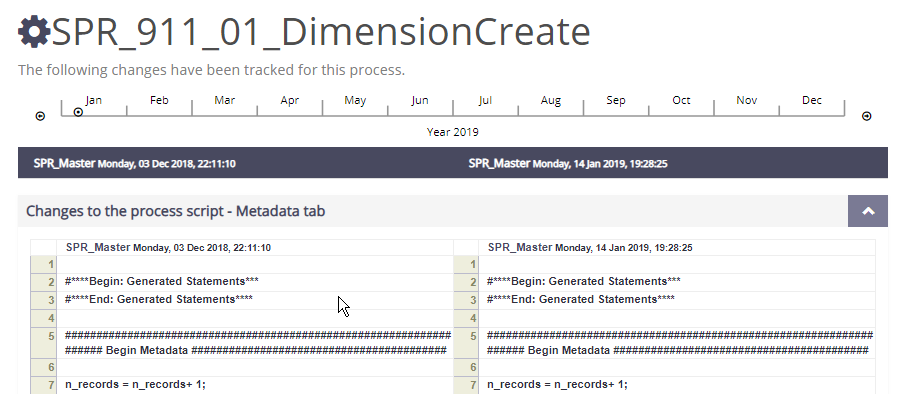 SPR_911_01_DimensionCreate
The following changes have been tracked for this process.
Jan Feb Mar Apr May Jun Jul Aug Sep Oct Nov Dec
Year 2019
SPR_Master Monday, 03 Dec 2018, 22:11:10 SPR_Master Monday, 14 Jan 2019, 19:28:25
Changes to the process script - Metadata tab
SPR_Master Monday, 03 Dec 2018, 22:11:10 SPR_Master Monday, 14 Jan 2019, 19:28:25
1 1
2 #****Begin: Generated Statements*** 2 #****Begin: Generated Statements***
3 #****End: Generated Statements**** 3 #****End: Generated Statements****
4 4
5 ################################################################## 5 ##################################################################
###### Begin Metadata ######################################### ###### Begin Metadata #########################################
6 6
7 n_records = n_records+ 1; 7 n_records = n_records+ 1;